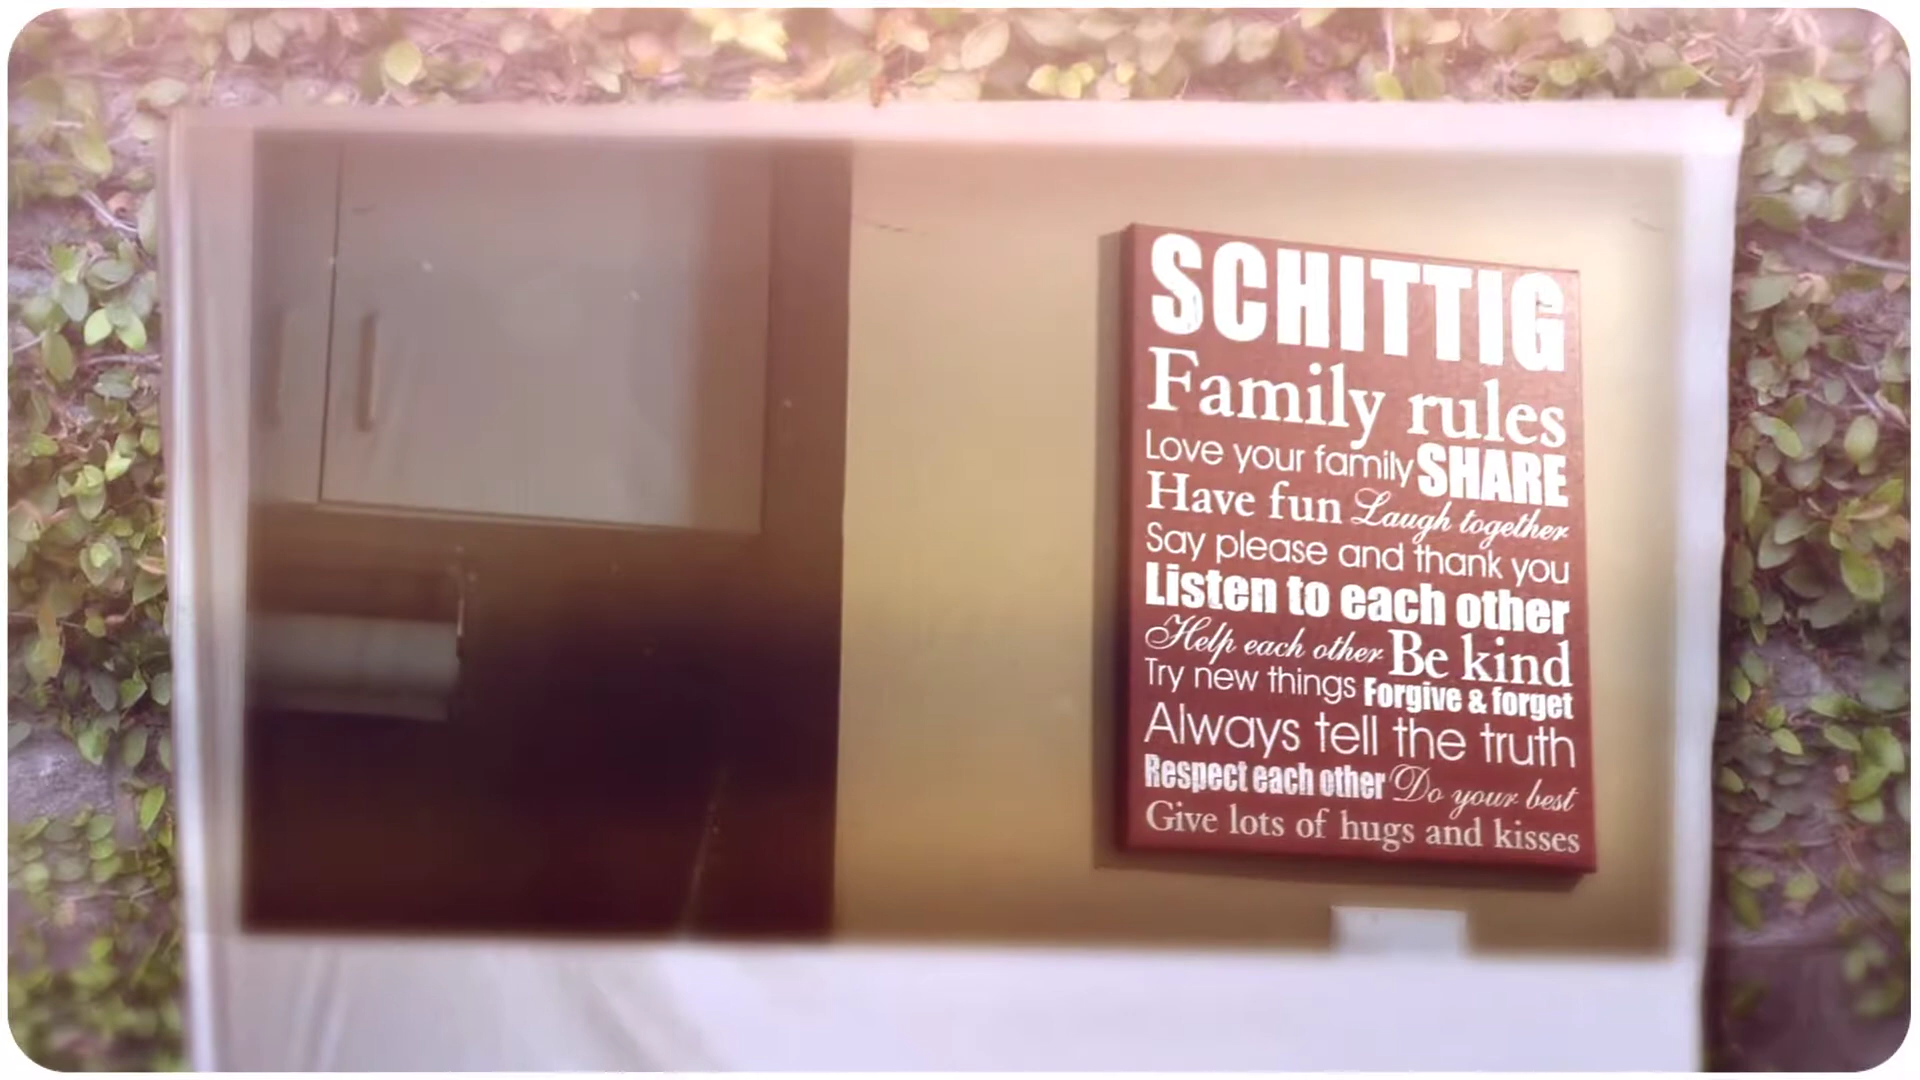 SCHITTIG
Family rules
Love your family SHARE
Have fun Laugh together
Say please and thank you
Listen to each other
Help each other Be kind
Try new things Forgive & forget
Always tell the truth
Respect each other Do your best
Give lots of hugs and kisses